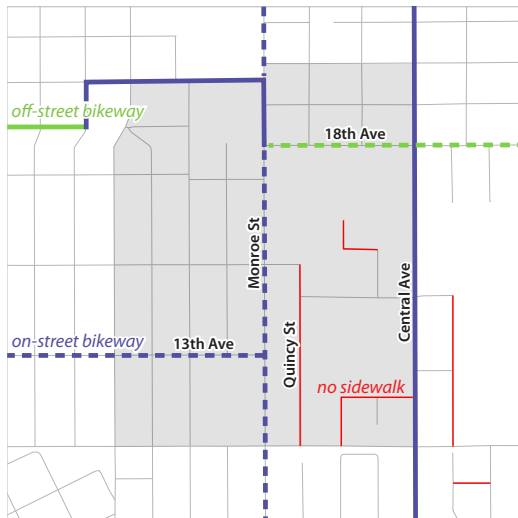 off-street bikeway
18th Ave
Monroe St
Central Ave
on-street bikeway
13th Ave
Quincy St
no sidewalk